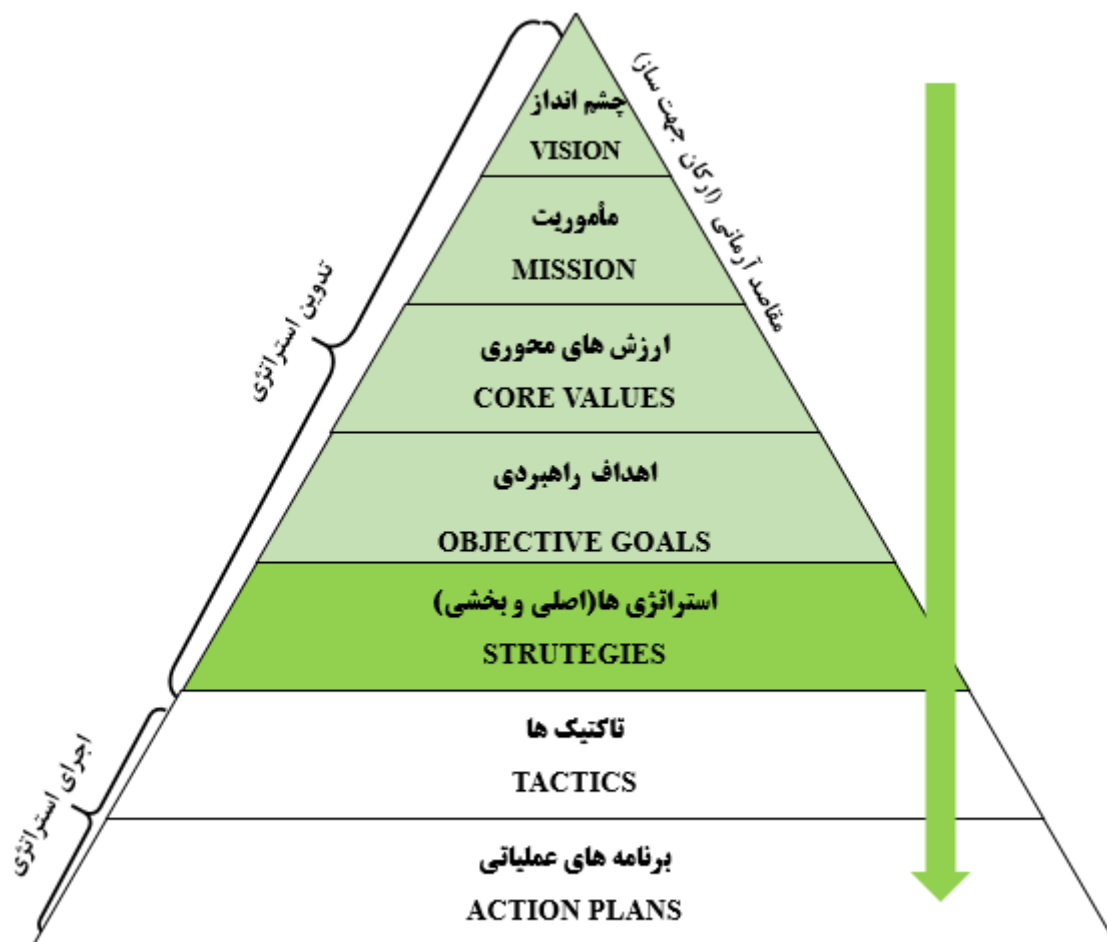 چشم انداز
VISION
مأموریت
MISSION
ارزش های محوری
CORE VALUES
اهداف راهبردی
OBJECTIVE GOALS
استراتژی ها(اصلی و بخشی)
STRUTEGIES
تاکتیک ها
TACTICS
برنامه های عملیاتی
ACTION PLANS
مقاصد آرمانی (ارکان جهت ساز)
تدوین استراتژی
اجرای استراتژی